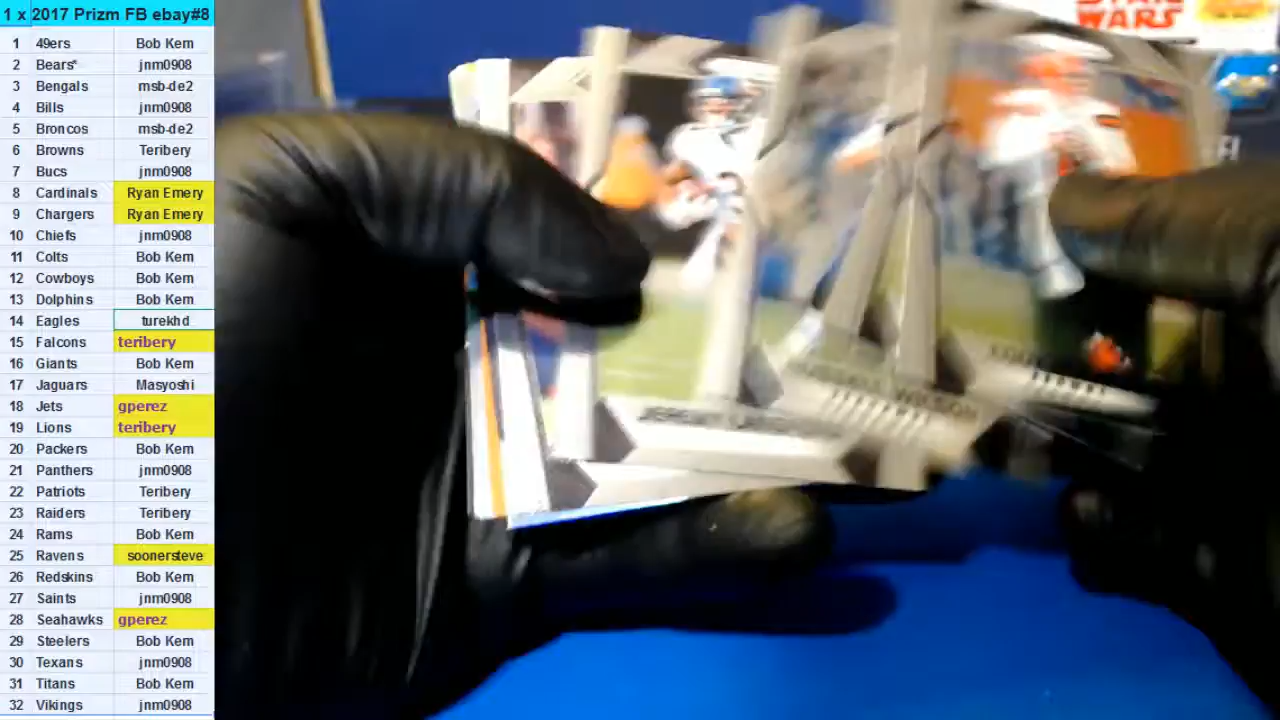 1 x 2017 Prizm FB ebay#8
1 49ers Bob Kem
2 Bears* jnm0908
3 Bengals msb-de2
4 Bills jnm0908
5 Broncos msb-de2
6 Browns Teribery
7 Bucs jnm0908
8 Cardinals Ryan Emery
9 Chargers Ryan Emery
10 Chiefs jnm0908
11 Colts Bob Kem
12 Cowboys Bob Kem
13 Dolphins Bob Kem
14 Eagles turekhd
15 Falcons teribery
16 Giants Bob Kem
17 Jaguars Masyoshi
18 Jets gperez
19 Lions teribery
20 Packers Bob Kem
21 Panthers jnm0908
22 Patriots Teribery
23 Raiders Teribery
24 Rams Bob Kem
25 Ravens soonersteve
26 Redskins Bob Kem
27 Saints jnm0908
28 Seahawks gperez
29 Steelers Bob Kem
30 Texans jnm0908
31 Titans Bob Kem
32 Vikings jnm0908
STAR
WARS
WILSON